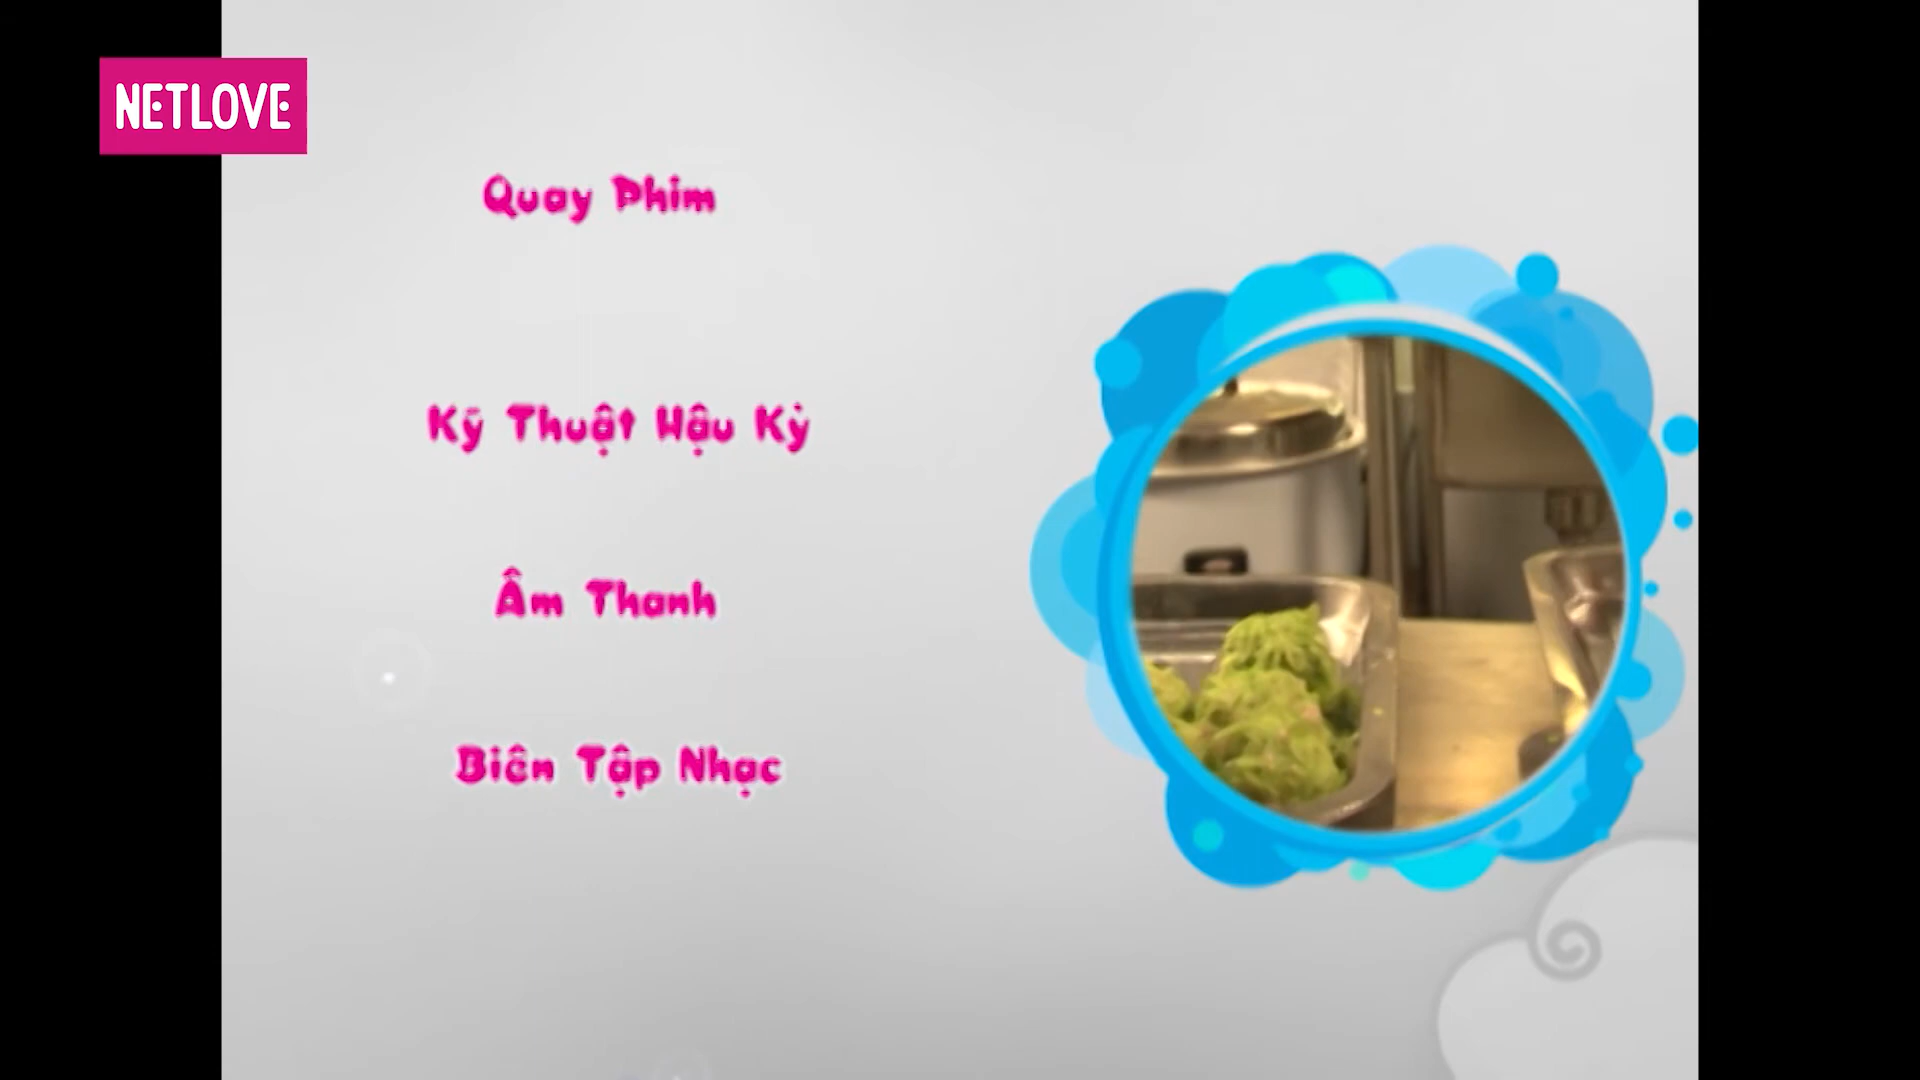 NETLOVE
Quay Phim
Kỹ Thuật Hậu Kỳ
Âm Thanh
Biên Tập Nhạc